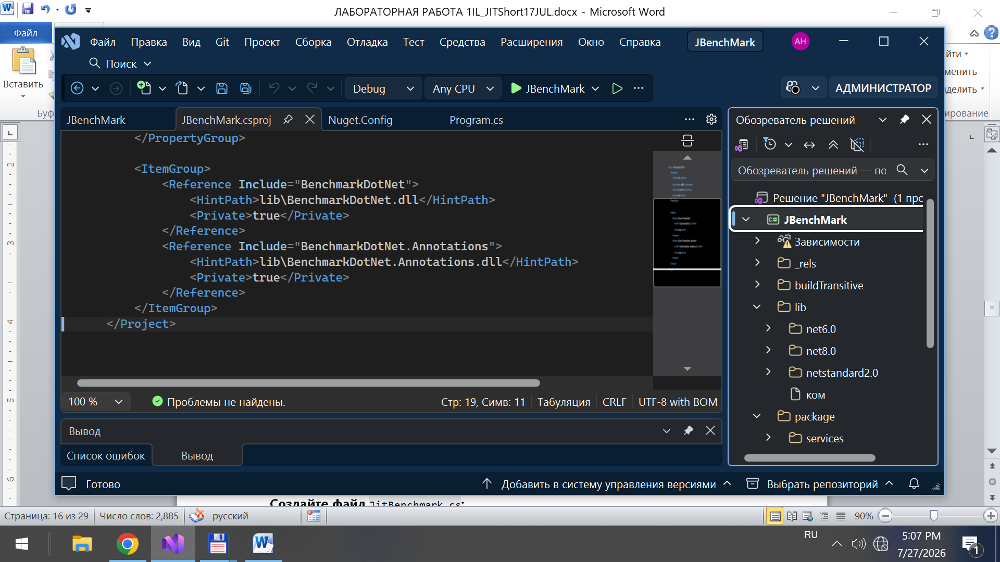 ЛАБОРАТОРНАЯ РАБОТА 1IL_JITShort17JUL.docx - Microsoft Word
Файл
Вставить
Буф
йти
менить
делить
ирование
Файл Правка Вид Git Проект Сборка Отладка Тест Средства Расширения Окно Справка JBenchMark АН
Поиск
Debug Any CPU JBenchMark АДМИНИСТРАТОР
JBenchMark JBenchMark.csproj Nuget.Config Program.cs
</PropertyGroup>
<ItemGroup>
<Reference Include="BenchmarkDotNet">
<HintPath>lib\BenchmarkDotNet.dll</HintPath>
<Private>true</Private>
</Reference>
<Reference Include="BenchmarkDotNet.Annotations">
<HintPath>lib\BenchmarkDotNet.Annotations.dll</HintPath>
<Private>true</Private>
</Reference>
</ItemGroup>
</Project>
100 % Проблемы не найдены. Стр: 19, Симв: 11 Табуляция CRLF UTF-8 with BOM
Вывод
Список ошибок Вывод
Обозреватель решений
Обозреватель решений — по
Решение "JBenchMark" (1 прс
JBenchMark
Зависимости
_rels
buildTransitive
lib
net6.0
net8.0
netstandard2.0
ком
package
services
Готово Добавить в систему управления версиями Выбрать репозиторий
2
3
4
5
6
Создайте файл JitBenchmark.cs:
Страница: 16 из 29 Число слов: 2,885 русский 90%
RU
5:07 PM
7/27/2026
1